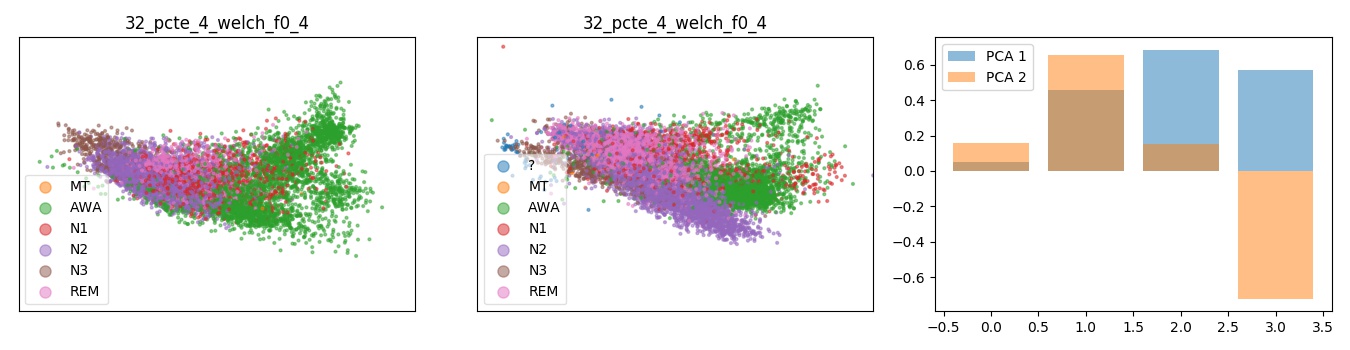 32_pcte_4_welch_f0_4
MT
AWA
N1
N2
N3
REM
32_pcte_4_welch_f0_4
?
MT
AWA
N1
N2
N3
REM
PCA 1
PCA 2
0.6
0.4
0.2
0.0
−0.2
−0.4
−0.6
−0.5 0.0 0.5 1.0 1.5 2.0 2.5 3.0 3.5